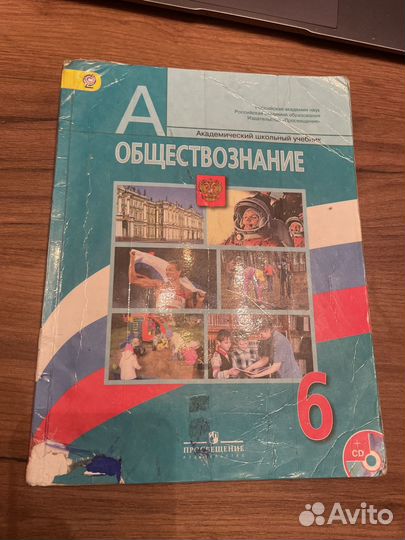 Российская академия наук
Российская академия образования
Издательство «Просвещение»
А
Академический школьный учебник
ОБЩЕСТВОЗНАНИЕ
6
+
CD
ПРОСВЕЩЕНИЕ
ИЗДАТЕЛЬСТВО
Avito